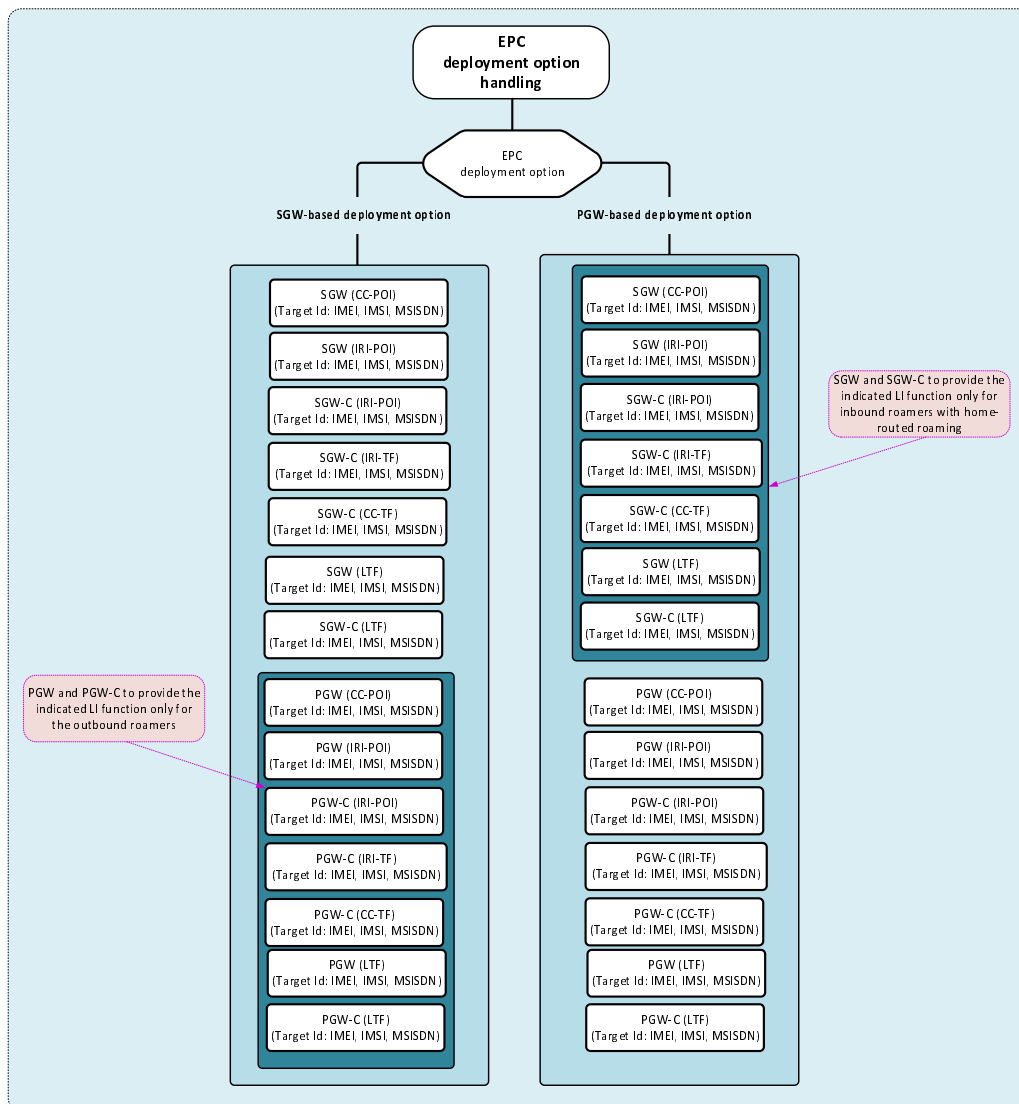 EPC
deployment option
handling
EPC
deployment option
SGW-based deployment option
PGW-based deployment option
SGW (CC-POI)
(Target Id: IMEI, IMSI, MSISDN)
SGW (IRI-POI)
(Target Id: IMEI, IMSI, MSISDN)
SGW-C (IRI-POI)
(Target Id: IMEI, IMSI, MSISDN)
SGW-C (IRI-TF)
(Target Id: IMEI, IMSI, MSISDN)
SGW-C (CC-TF)
(Target Id: IMEI, IMSI, MSISDN)
SGW (LTF)
(Target Id: IMEI, IMSI, MSISDN)
SGW-C (LTF)
(Target Id: IMEI, IMSI, MSISDN)
PGW and PGW-C to provide the
indicated LI function only for
the outbound roamers
PGW (CC-POI)
(Target Id: IMEI, IMSI, MSISDN)
PGW (IRI-POI)
(Target Id: IMEI, IMSI, MSISDN)
PGW-C (IRI-POI)
(Target Id: IMEI, IMSI, MSISDN)
PGW-C (IRI-TF)
(Target Id: IMEI, IMSI, MSISDN)
PGW-C (CC-TF)
(Target Id: IMEI, IMSI, MSISDN)
PGW (LTF)
(Target Id: IMEI, IMSI, MSISDN)
PGW-C (LTF)
(Target Id: IMEI, IMSI, MSISDN)
SGW (CC-POI)
(Target Id: IMEI, IMSI, MSISDN)
SGW (IRI-POI)
(Target Id: IMEI, IMSI, MSISDN)
SGW-C (IRI-POI)
(Target Id: IMEI, IMSI, MSISDN)
SGW-C (IRI-TF)
(Target Id: IMEI, IMSI, MSISDN)
SGW-C (CC-TF)
(Target Id: IMEI, IMSI, MSISDN)
SGW (LTF)
(Target Id: IMEI, IMSI, MSISDN)
SGW-C (LTF)
(Target Id: IMEI, IMSI, MSISDN)
SGW and SGW-C to provide the
indicated LI function only for
inbound roamers with home-
routed roaming
PGW (CC-POI)
(Target Id: IMEI, IMSI, MSISDN)
PGW (IRI-POI)
(Target Id: IMEI, IMSI, MSISDN)
PGW-C (IRI-POI)
(Target Id: IMEI, IMSI, MSISDN)
PGW-C (IRI-TF)
(Target Id: IMEI, IMSI, MSISDN)
PGW-C (CC-TF)
(Target Id: IMEI, IMSI, MSISDN)
PGW (LTF)
(Target Id: IMEI, IMSI, MSISDN)
PGW-C (LTF)
(Target Id: IMEI, IMSI, MSISDN)